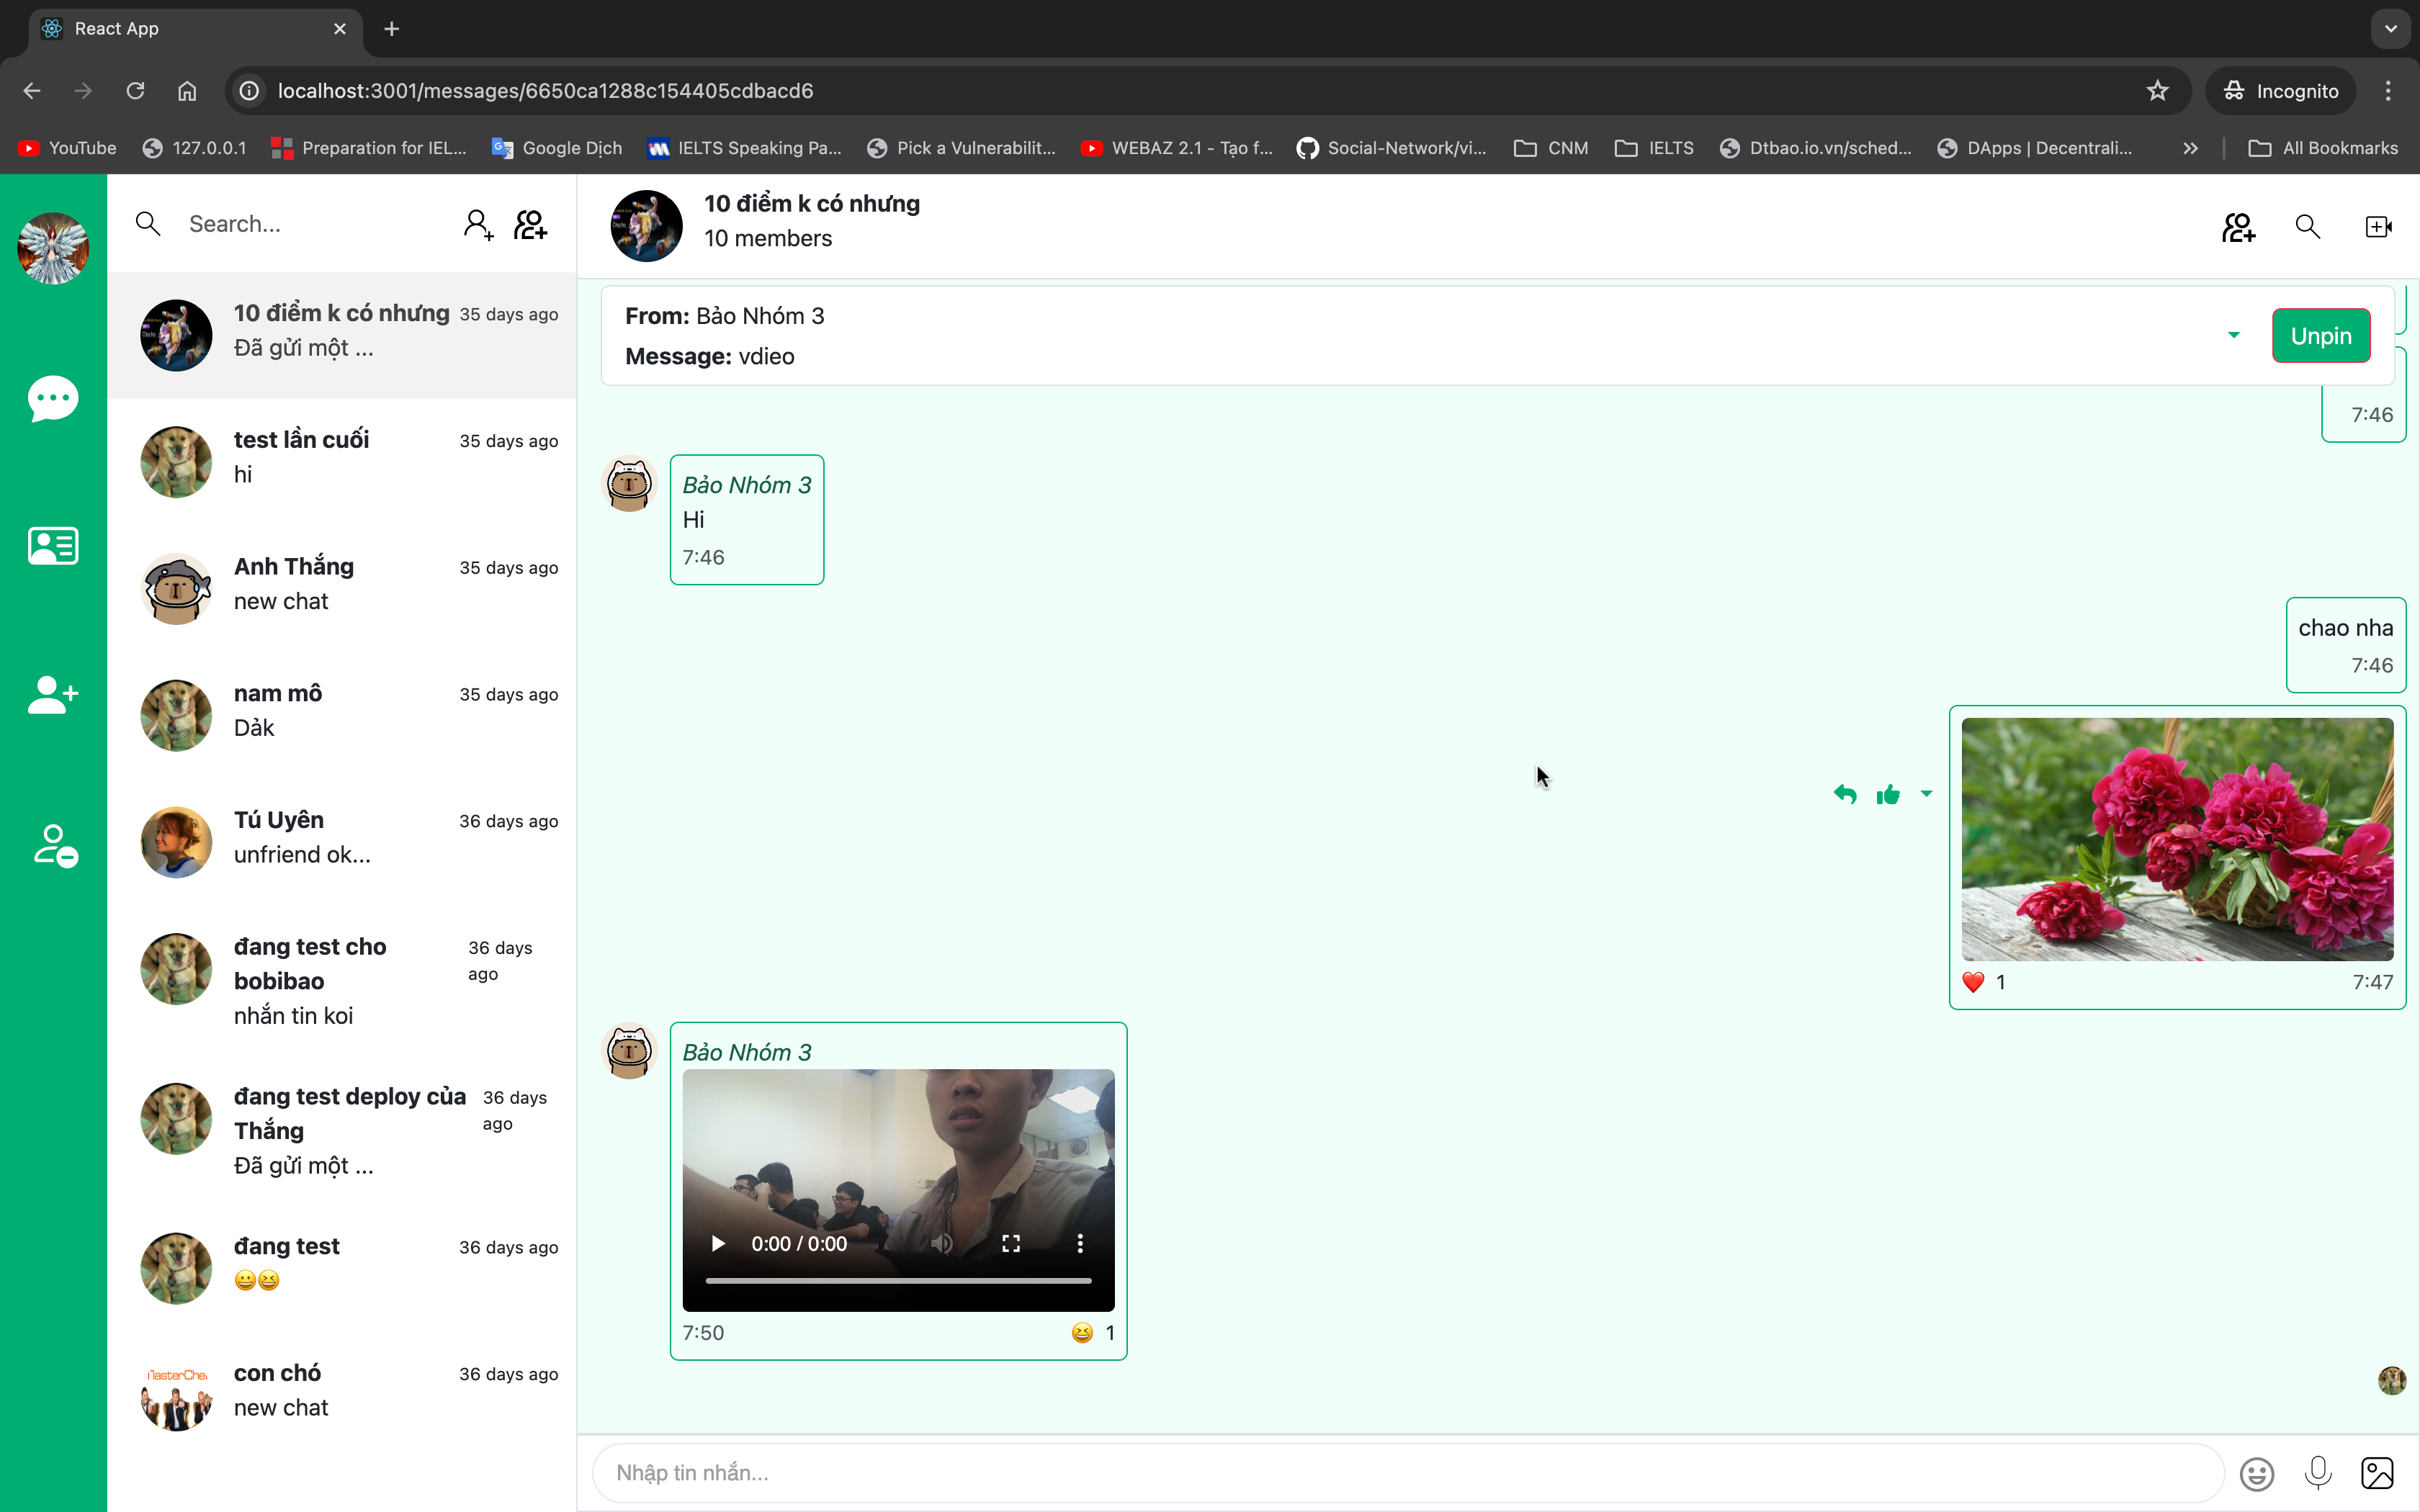 React App
localhost:3001/messages/6650ca1288c154405cdbacd6
Incognito
YouTube
127.0.0.1
Preparation for IEL...
Google Dịch
IELTS Speaking Pa...
Pick a Vulnerabilit...
WEBAZ 2.1 - Tạo f...
Social-Network/vi...
CNM
IELTS
Dtbao.io.vn/sched...
DApps | Decentrali...
All Bookmarks
Search...
10 điểm k có nhưng 35 days ago
Đã gửi một ...
test lần cuối 35 days ago
hi
Anh Thắng 35 days ago
new chat
nam mô 35 days ago
Dảk
Tú Uyên 36 days ago
unfriend ok...
đang test cho bobibao 36 days ago
nhắn tin koi
đang test deploy của Thắng 36 days ago
Đã gửi một ...
đang test 36 days ago
😀😆
MasterChef
con chó 36 days ago
new chat
10 điểm k có nhưng
10 members
From: Bảo Nhóm 3
Message: vdieo
Unpin
7:46
Bảo Nhóm 3
Hi
7:46
chao nha
7:46
❤️ 1 7:47
Bảo Nhóm 3
0:00 / 0:00
7:50 😆 1
Nhập tin nhắn...